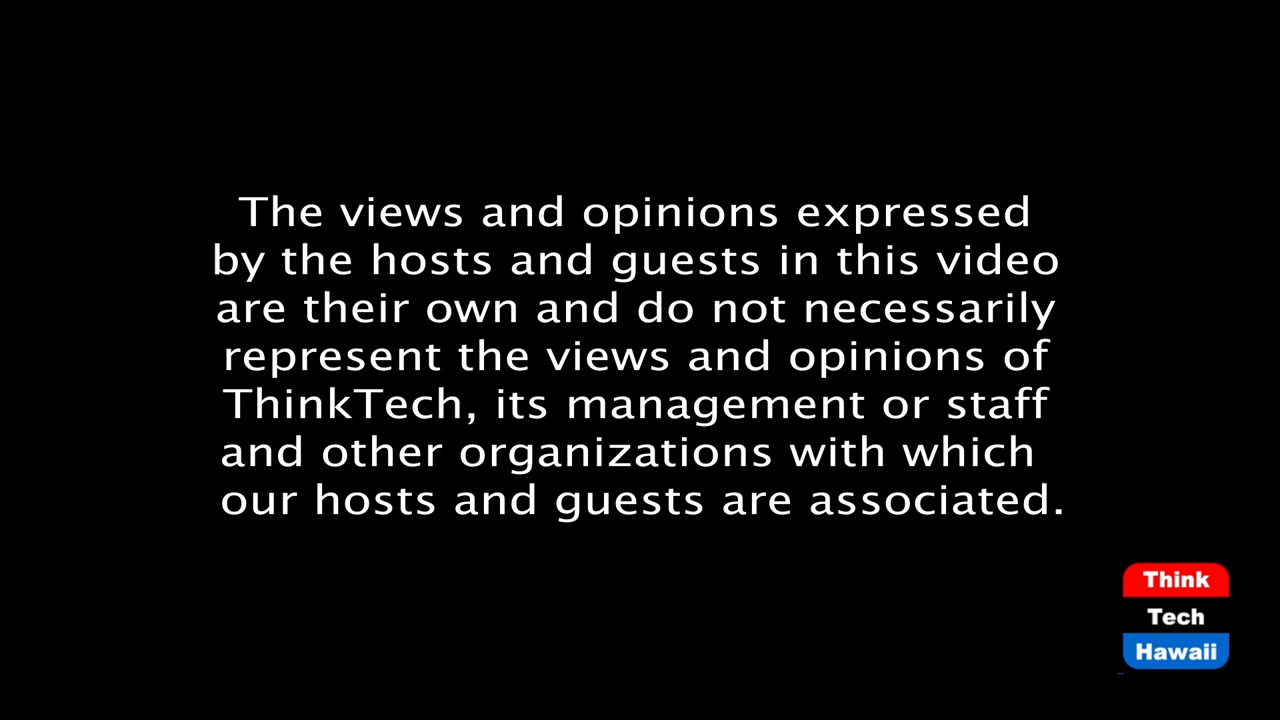 The views and opinions expressed
by the hosts and guests in this video
are their own and do not necessarily
represent the views and opinions of
ThinkTech, its management or staff
and other organizations with which
our hosts and guests are associated.
Think
Tech
Hawaii